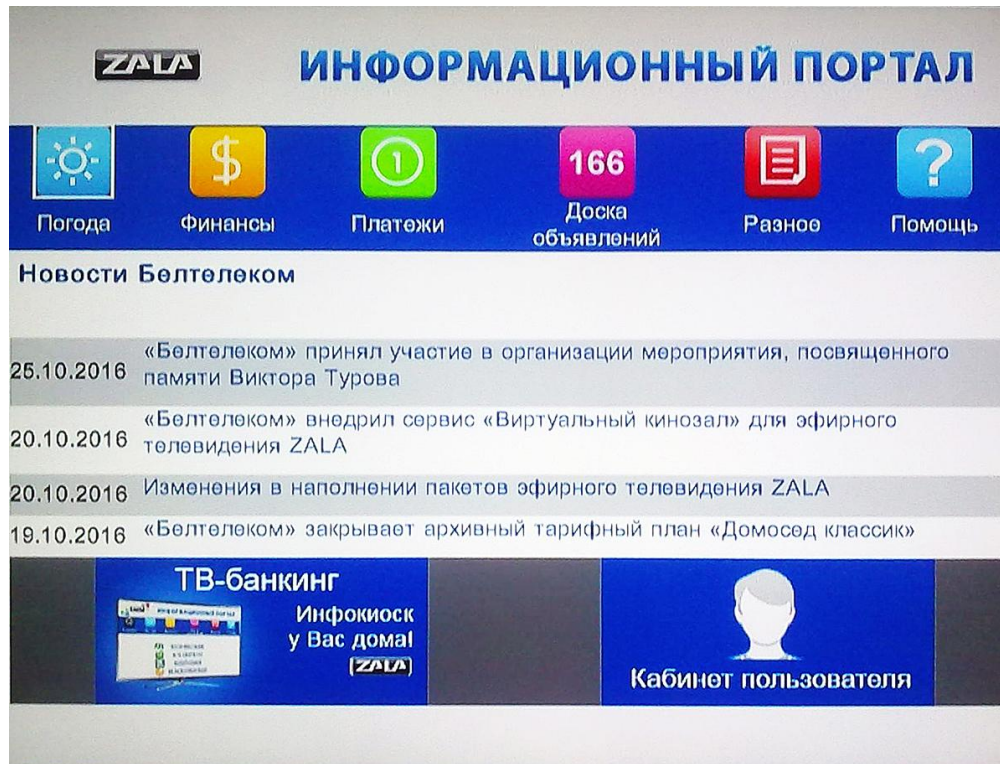 ZALA
ИНФОРМАЦИОННЫЙ ПОРТАЛ
$
1
166
?
Погода
Финансы
Платежи
Доска
объявлений
Разное
Помощь
Новости Белтелеком
25.10.2016
«Белтелеком» принял участие в организации мероприятия, посвященного
памяти Виктора Турова
20.10.2016
«Белтелеком» внедрил сервис «Виртуальный кинозал» для эфирного
телевидения ZALA
20.10.2016 Изменения в наполнении пакетов эфирного телевидения ZALA
19.10.2016 «Белтелеком» закрывает архивный тарифный план «Домосед классик»
ТВ-банкинг
Инфокиоск
у Вас дома!
ZALA
Кабинет пользователя